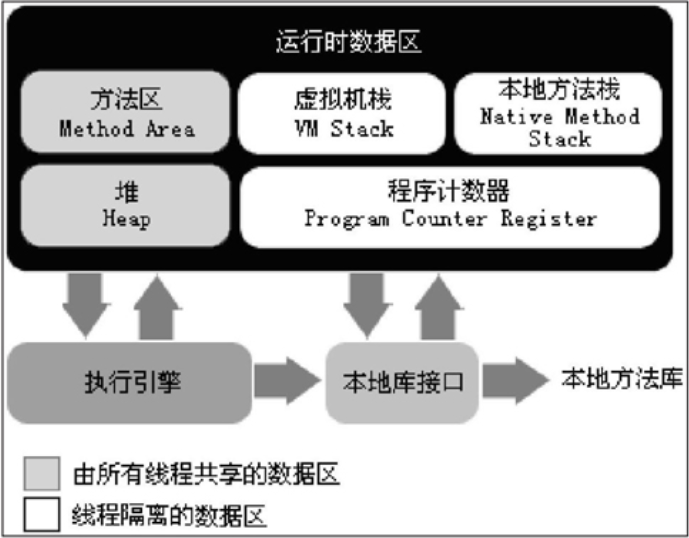 运行时数据区
方法区
Method Area
虚拟机栈
VM Stack
本地方法栈
Native Method
Stack
堆
Heap
程序计数器
Program Counter Register
执行引擎
本地库接口
本地方法库
由所有线程共享的数据区
线程隔离的数据区